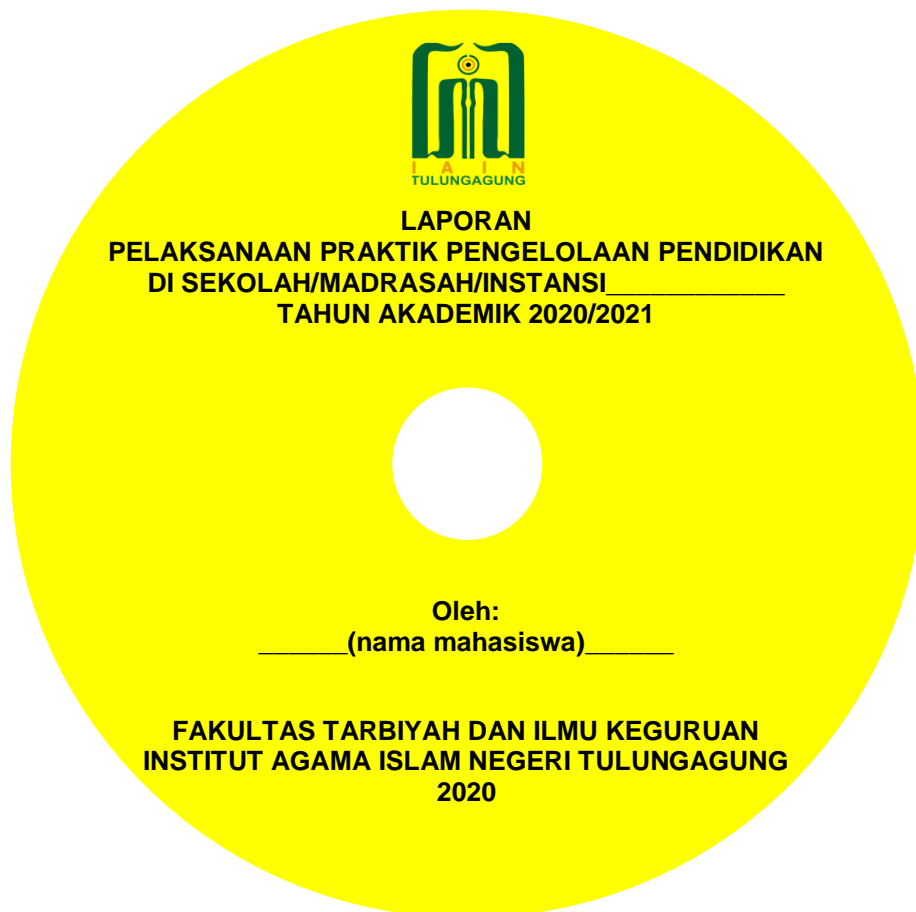 I A I N
TULUNGAGUNG
LAPORAN
PELAKSANAAN PRAKTIK PENGELOLAAN PENDIDIKAN
DI SEKOLAH/MADRASAH/INSTANSI____________
TAHUN AKADEMIK 2020/2021
Oleh:
______(nama mahasiswa)______
FAKULTAS TARBIYAH DAN ILMU KEGURUAN
INSTITUT AGAMA ISLAM NEGERI TULUNGAGUNG
2020